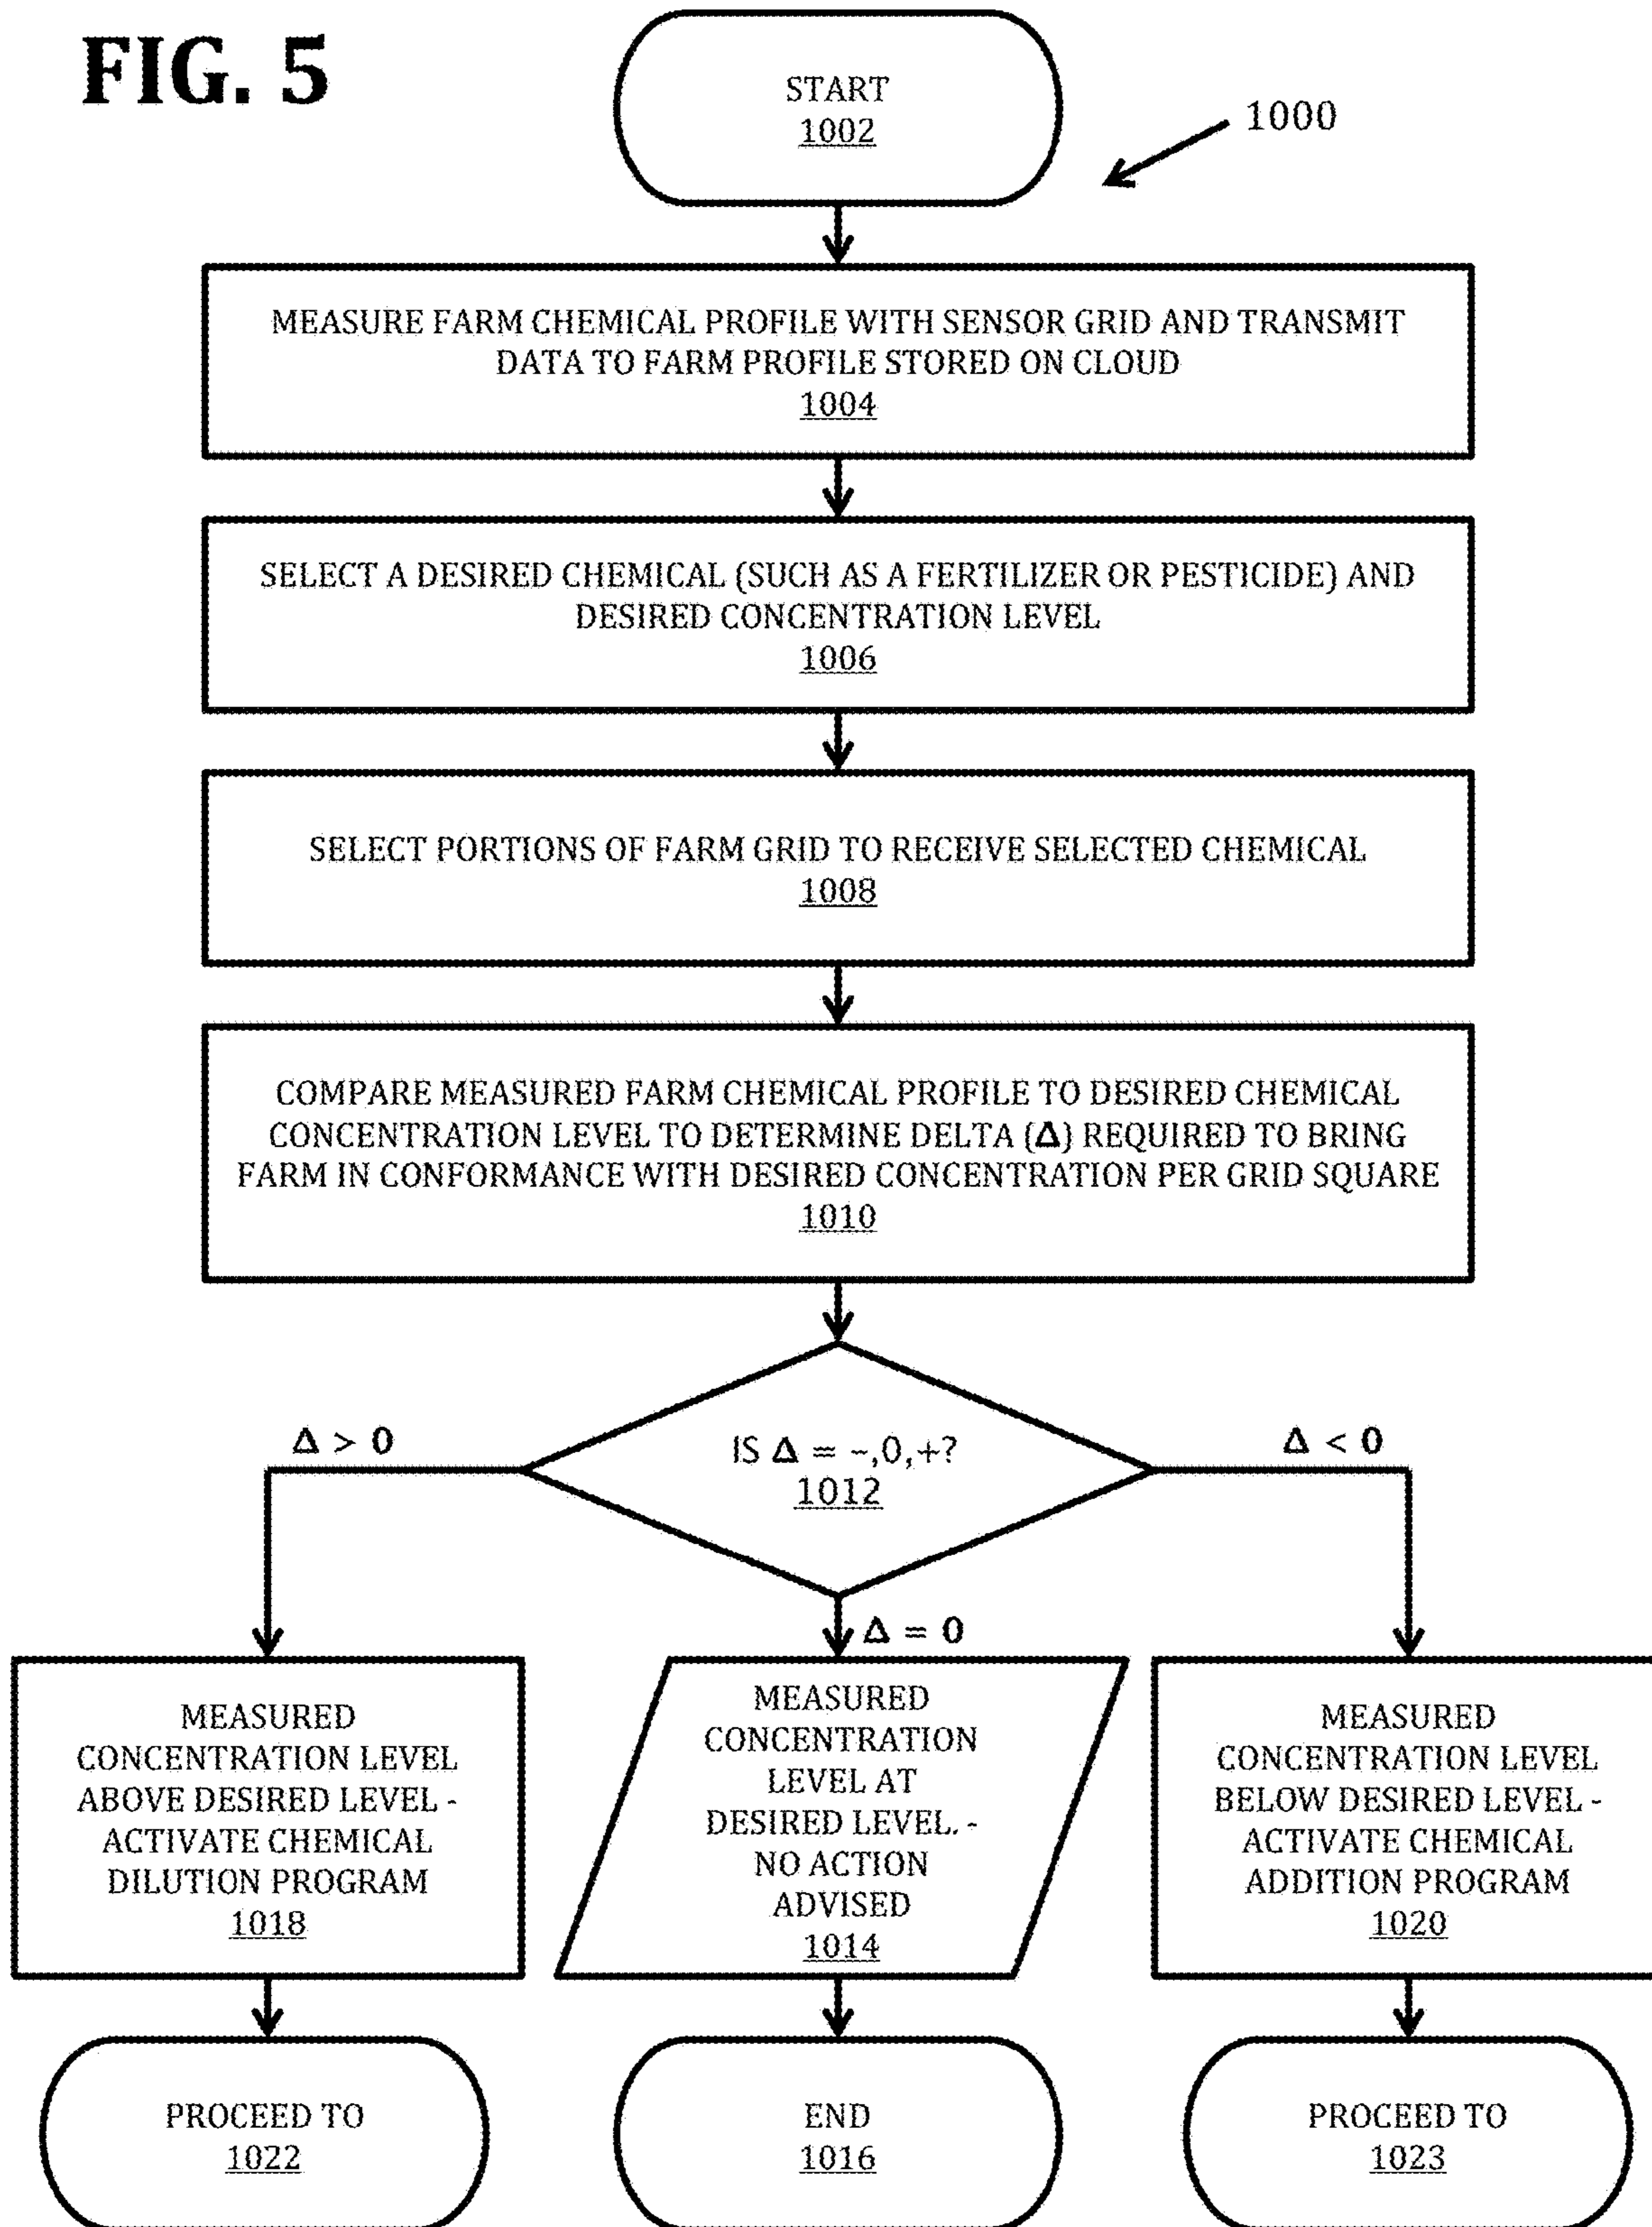 FIG. 5
START
1002
1000
MEASURE FARM CHEMICAL PROFILE WITH SENSOR GRID AND TRANSMIT
DATA TO FARM PROFILE STORED ON CLOUD
1004
SELECT A DESIRED CHEMICAL (SUCH AS A FERTILIZER OR PESTICIDE) AND
DESIRED CONCENTRATION LEVEL
1006
SELECT PORTIONS OF FARM GRID TO RECEIVE SELECTED CHEMICAL
1008
COMPARE MEASURED FARM CHEMICAL PROFILE TO DESIRED CHEMICAL
CONCENTRATION LEVEL TO DETERMINE DELTA (Δ) REQUIRED TO BRING
FARM IN CONFORMANCE WITH DESIRED CONCENTRATION PER GRID SQUARE
1010
IS Δ = -,0,+?
1012
Δ > 0
Δ < 0
Δ = 0
MEASURED
CONCENTRATION LEVEL
ABOVE DESIRED LEVEL -
ACTIVATE CHEMICAL
DILUTION PROGRAM
1018
MEASURED
CONCENTRATION
LEVEL AT
DESIRED LEVEL. -
NO ACTION
ADVISED
1014
MEASURED
CONCENTRATION LEVEL
BELOW DESIRED LEVEL -
ACTIVATE CHEMICAL
ADDITION PROGRAM
1020
PROCEED TO
1022
END
1016
PROCEED TO
1023